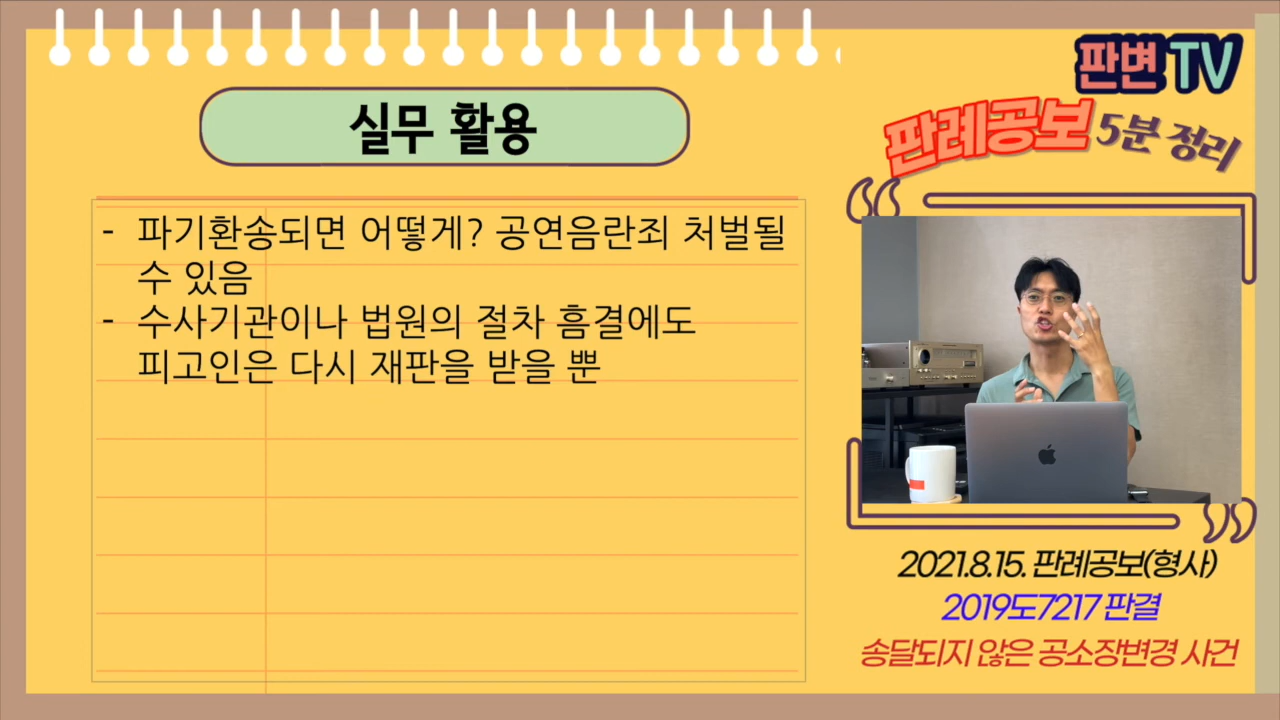 판변 TV
판례공보 5분 정리
실무 활용
- 파기환송되면 어떻게? 공연음란죄 처벌될
수 있음
- 수사기관이나 법원의 절차 흠결에도
피고인은 다시 재판을 받을 뿐
2021.8.15. 판례공보(형사)
2019도7217 판결
송달되지 않은 공소장변경 사건